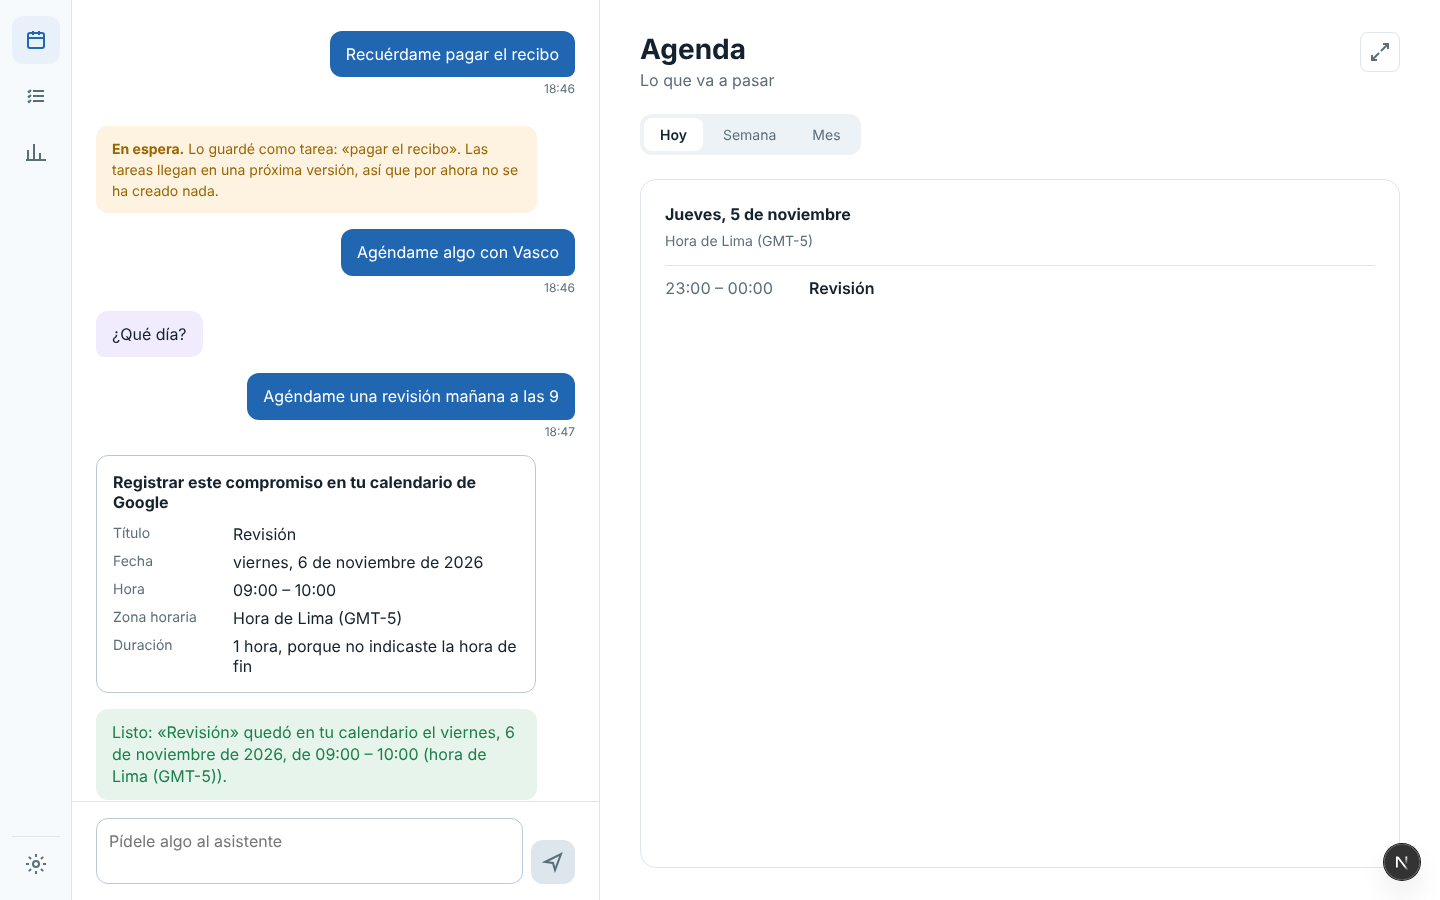 Recuérdame pagar el recibo
18:46
En espera. Lo guardé como tarea: «pagar el recibo». Las
tareas llegan en una próxima versión, así que por ahora no se
ha creado nada.
Agéndame algo con Vasco
18:46
¿Qué día?
Agéndame una revisión mañana a las 9
18:47
Registrar este compromiso en tu calendario de
Google
Título Revisión
Fecha viernes, 6 de noviembre de 2026
Hora 09:00 – 10:00
Zona horaria Hora de Lima (GMT-5)
Duración 1 hora, porque no indicaste la hora de
fin
Listo: «Revisión» quedó en tu calendario el viernes, 6
de noviembre de 2026, de 09:00 – 10:00 (hora de
Lima (GMT-5)).
Pídele algo al asistente
Agenda
Lo que va a pasar
Hoy Semana Mes
Jueves, 5 de noviembre
Hora de Lima (GMT-5)
23:00 – 00:00 Revisión
N